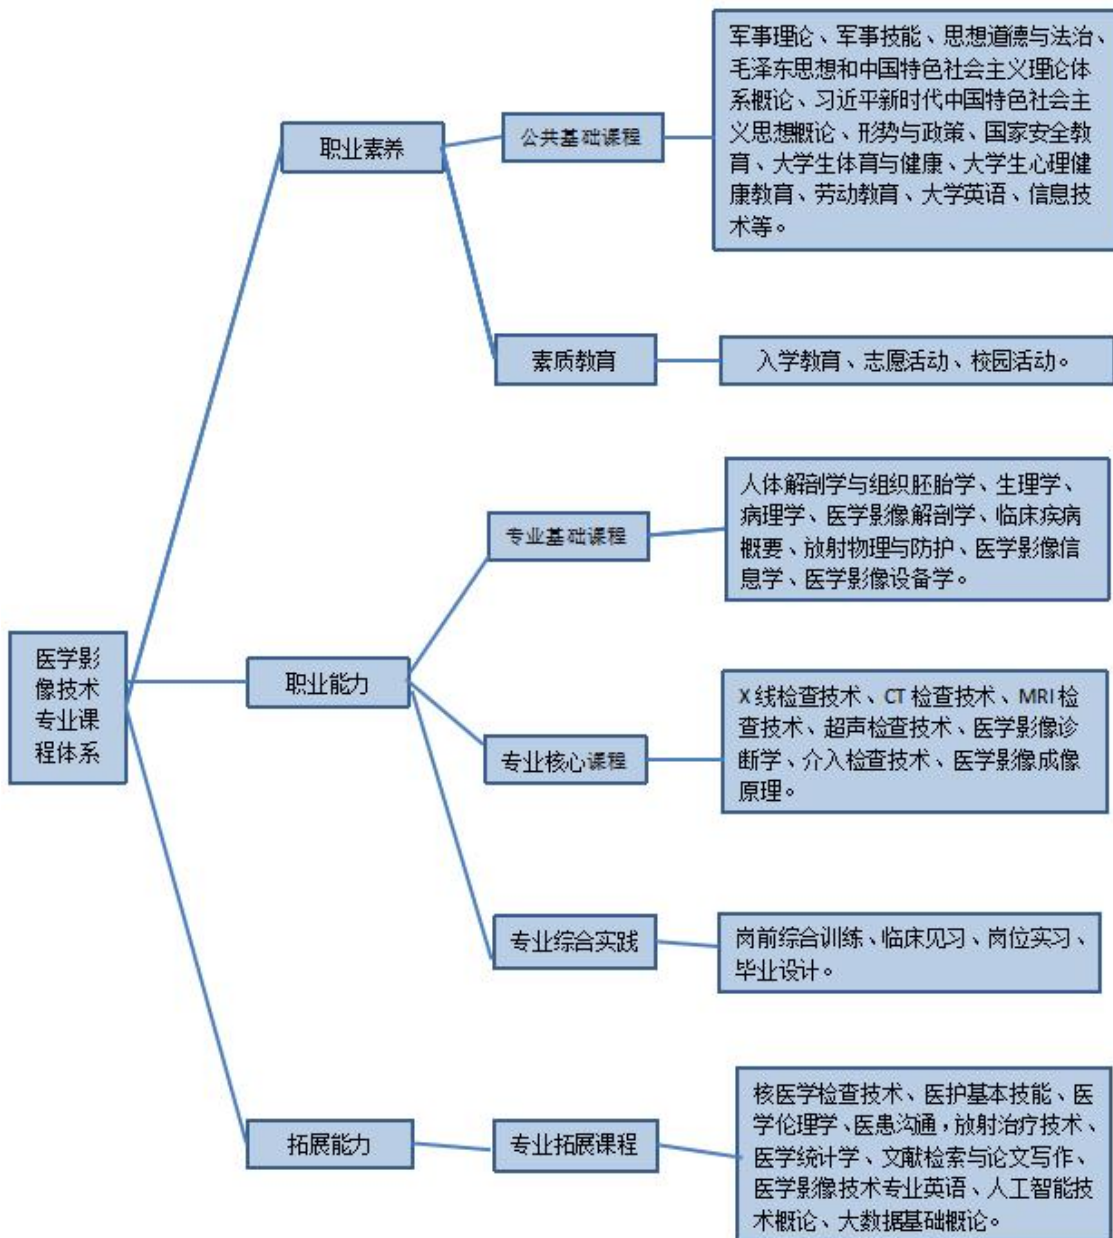 军事理论、军事技能、思想道德与法治、
毛泽东思想和中国特色社会主义理论体
系概论、习近平新时代中国特色社会主
义思想概论、形势与政策、国家安全教
育、大学生体育与健康、大学生心理健
康教育、劳动教育、大学英语、信息技
术等。
职业素养
公共基础课程
素质教育
入学教育、志愿活动、校园活动。
人体解剖学与组织胚胎学、生理学、
病理学、医学影像解剖学、临床疾病
概要、放射物理与防护、医学影像信
息学、医学影像设备学。
专业基础课程
医学影
像技术
专业课
程体系
职业能力
X线检查技术、CT 检查技术、MRI 检
查技术、超声检查技术、医学影像诊
断学、介入检查技术、医学影像成像
原理。
专业核心课程
专业综合实践
岗前综合训练、临床见习、岗位实习、
毕业设计。
核医学检查技术、医护基本技能、医
学伦理学、医患沟通，放射治疗技术、
医学统计学、文献检索与论文写作、
医学影像技术专业英语、人工智能技
术概论、大数据基础概论。
拓展能力
专业拓展课程